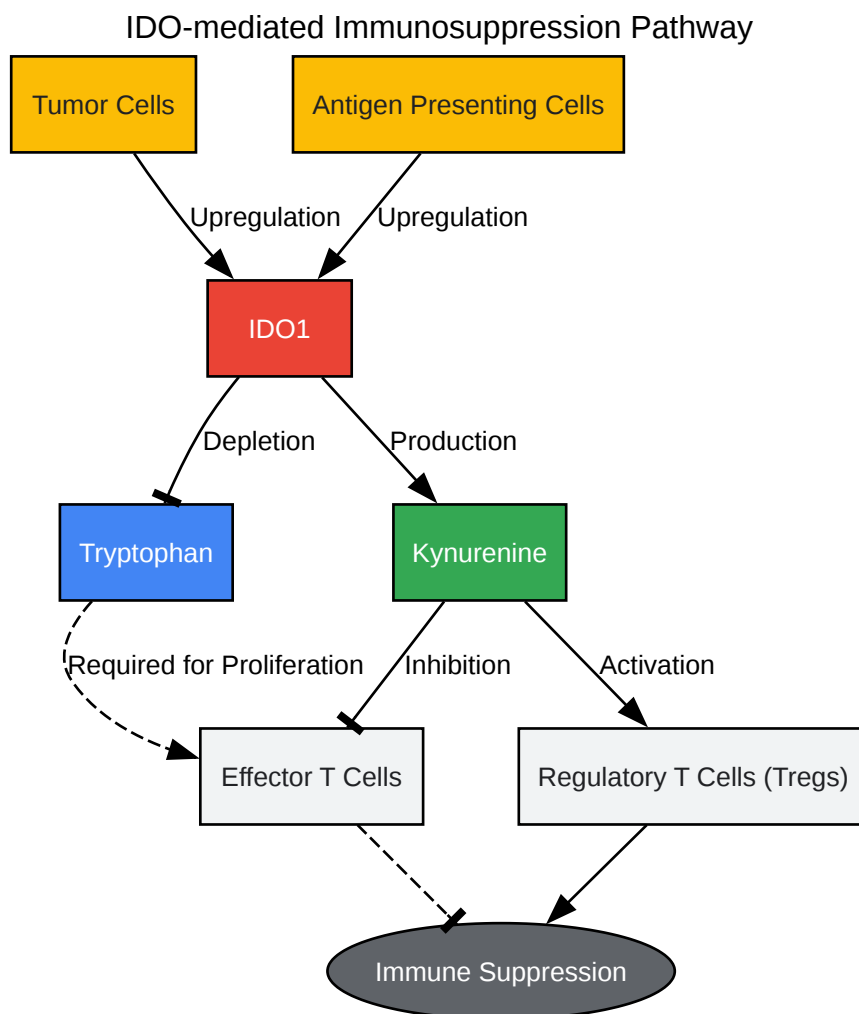 IDO-mediated Immunosuppression Pathway
Tumor Cells
Antigen Presenting Cells
Upregulation
Upregulation
IDO1
Depletion
Production
Tryptophan
Kynurenine
Required for Proliferation
Inhibition
Activation
Effector T Cells
Regulatory T Cells (Tregs)
Immune Suppression